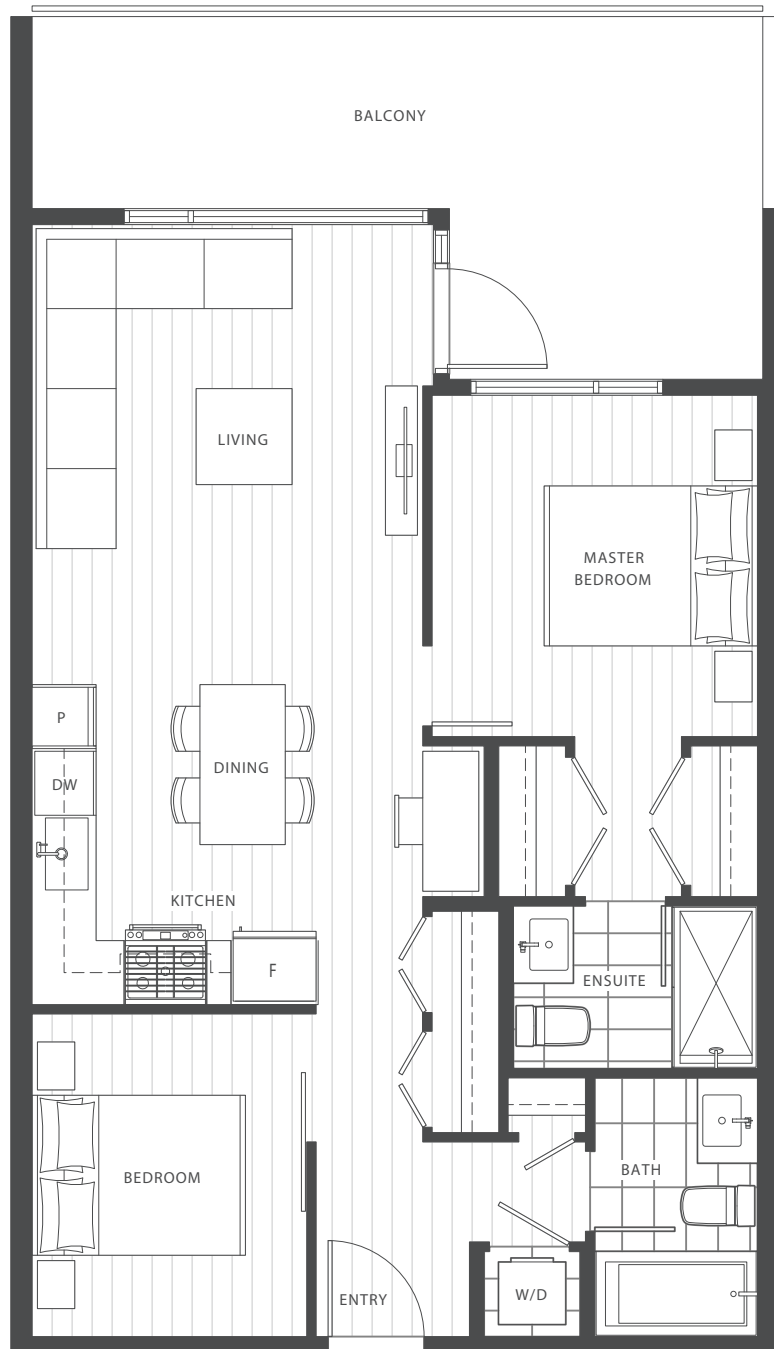 BALCONY
LIVING
MASTER
BEDROOM
P
DW
DINING
KITCHEN
F
ENSUITE
BEDROOM
BATH
W/D
ENTRY